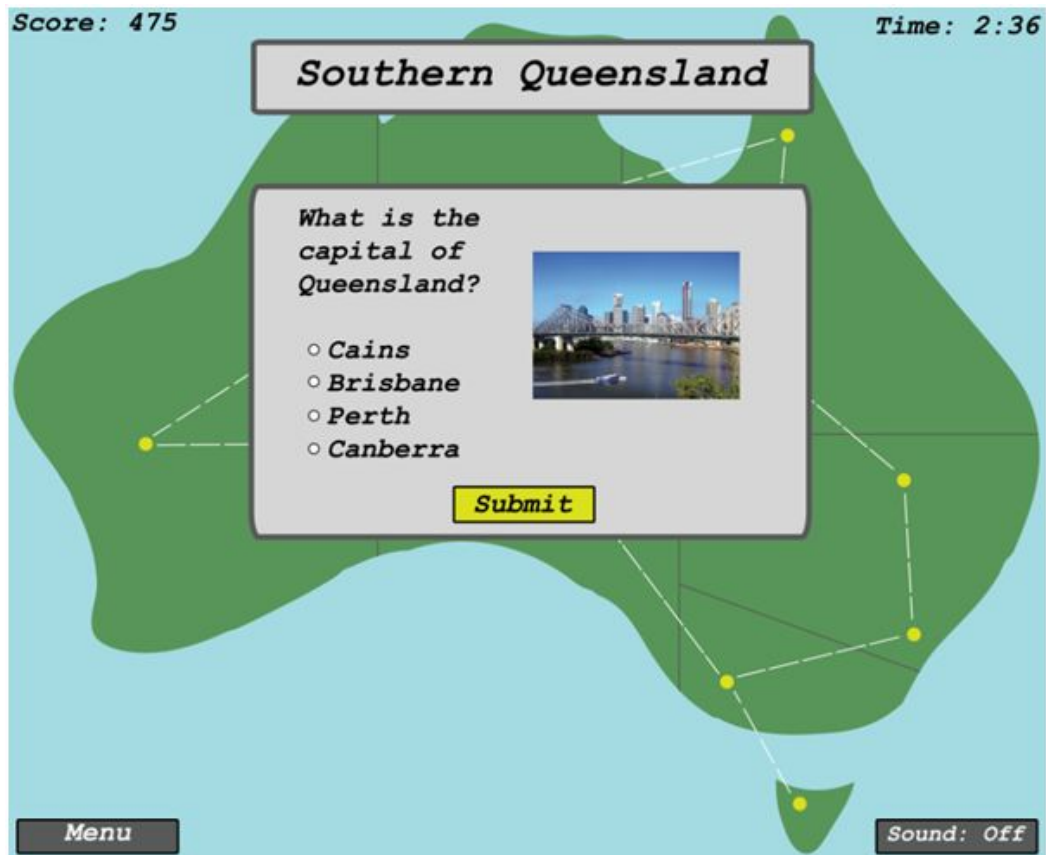 Score: 475
Time: 2:36
Southern Queensland
What is the
capital of
Queensland?
Cains
Brisbane
Perth
Canberra
Submit
Menu
Sound: Off